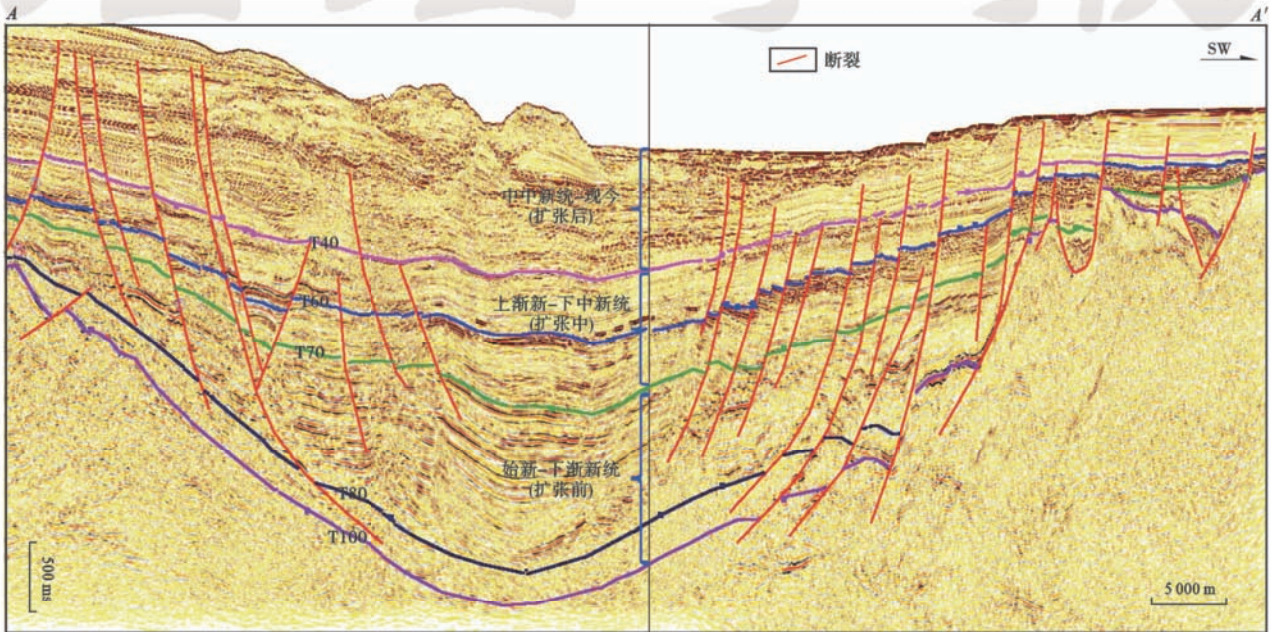 A
A′
断裂
SW
中中新统-现今
(扩张后)
T40
上渐新-下中新统
(扩张中)
T60
T70
始新-下渐新统
(扩张前)
T80
T100
500 ms
5 000 m